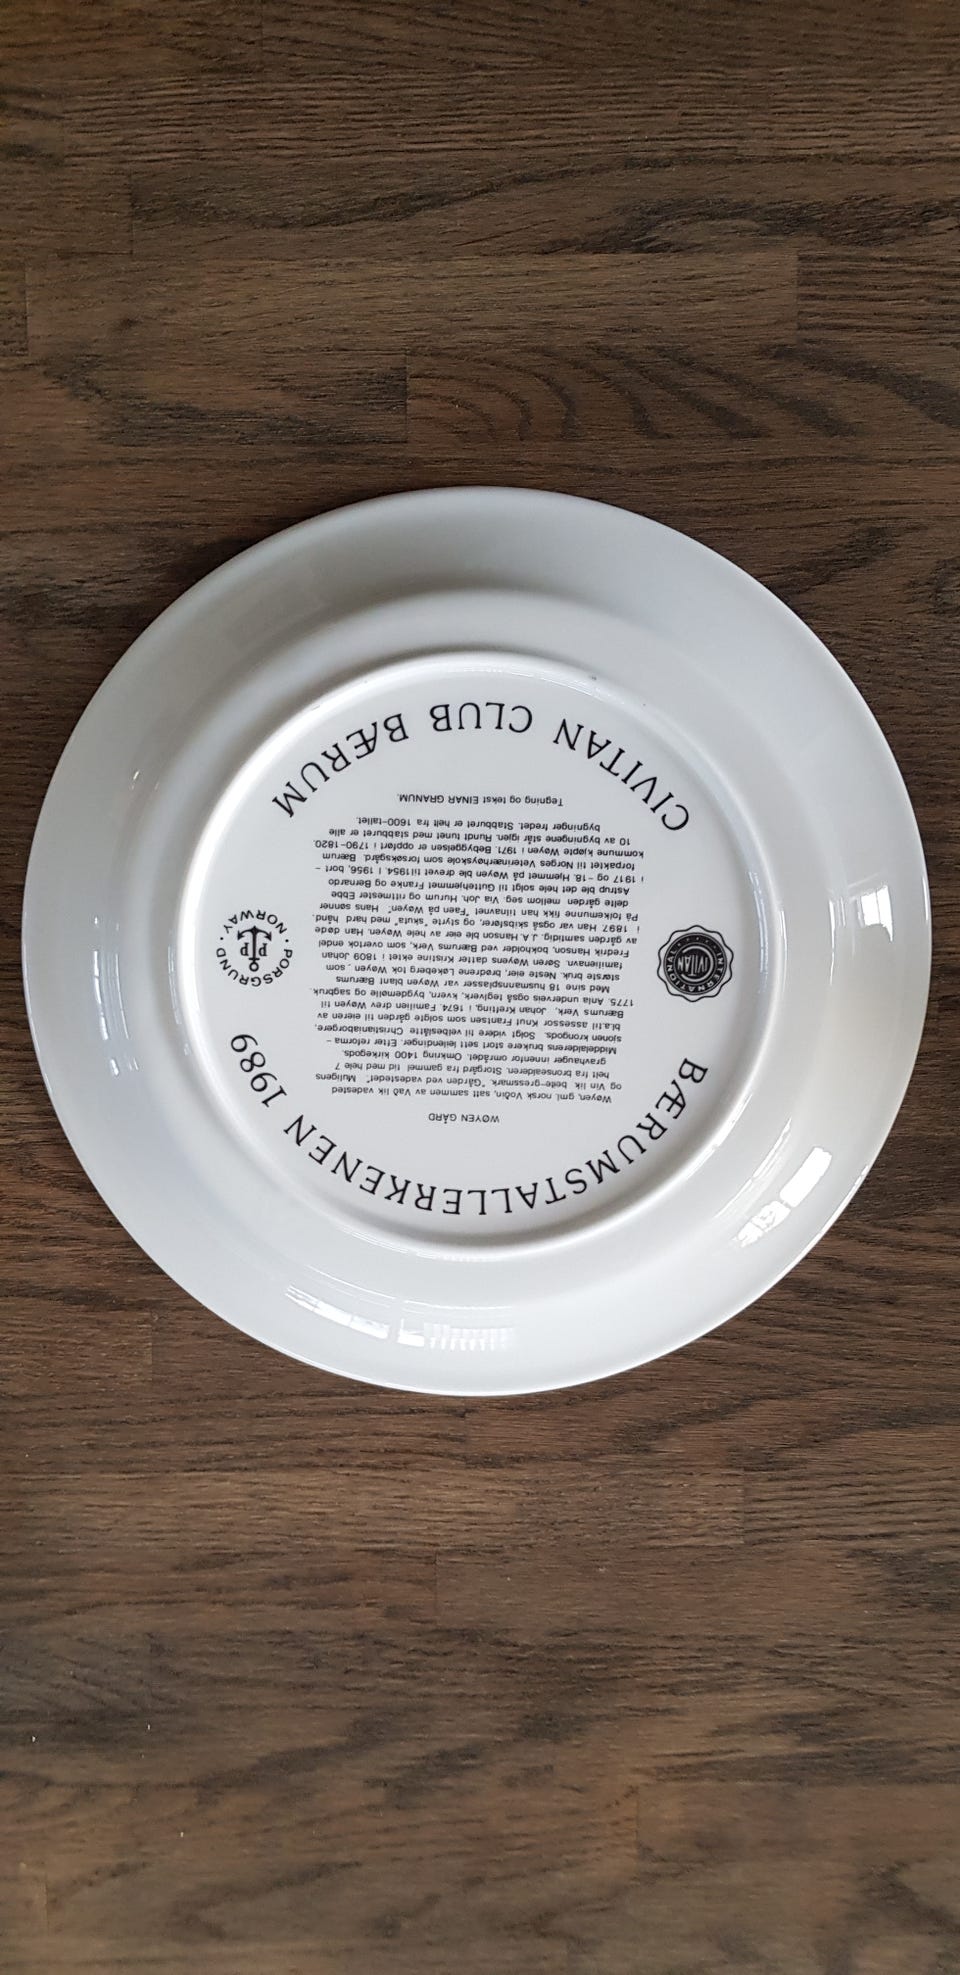 BÆRUMSTALLERKENEN 1989
WØYEN GÅRD
Wøyen, gml. norsk Voðin, satt sammen av Vað lik vadested
og Vin lik beite-gressmark. "Gården ved vadestedet". Muligens
helt fra bronsealderen. Storgård fra gammel tid med hele 7
gravhauger innenfor området. Omkring 1400 kirkegods.
Middelalderens brukere stort sett leilendinger. Efter reforma-
sjonen krongods. Solgt videre til velbeslåtte Christianiaborgere,
bl.a.til assessor Knut Frantsen som solgte gården til eieren av
Bærums Verk, Johan Krefting, i 1674. Familien drev Wøyen til
1775. Anla underveis også teglverk, kvern, bygdemølle og sagbruk.
Med sine 18 husmannsplasser var Wøyen blant Bærums
største bruk. Neste eier, brødrene Løkeberg tok Wøyen, som
familienavn. Søren Wøyens datter Kristine ektet i 1809 Johan
Fredrik Hanson, bokholder ved Bærums Verk, som overtok endel
av gården samtidig. J.A.Hanson ble eier av hele Wøyen. Han døde
i 1897. Han var også skibsfører, og styrte "skuta" med hard hånd.
På lokkemunne fikk han tilnavnet "Faen på Wøyen". Hans sønner
delte gården mellom seg. Via Jon. Hurum og rittmester Ebbe
Astrup ble det hele solgt til Guttehjemmet Franke og Bernardo
i 1917 og -18. Hjemmet på Wøyen ble drevet til 1954. I 1956, bort-
forpaktet til Norges Veterinærhøyskole som forsøksgård. Bærum
kommune kjøpte Wøyen i 1971. Bebyggelsen er oppført i 1790-1820.
10 av bygningene står igjen. Rundt tunet med stabburet er alle
bygninger fredet. Stabburet er helt fra 1600-tallet.
Tegning og tekst EINAR GRANUM.
CIVITAN CLUB BÆRUM
INTERNATIONAL
CIVITAN
PORSGRUND · NORWAY ·
P P